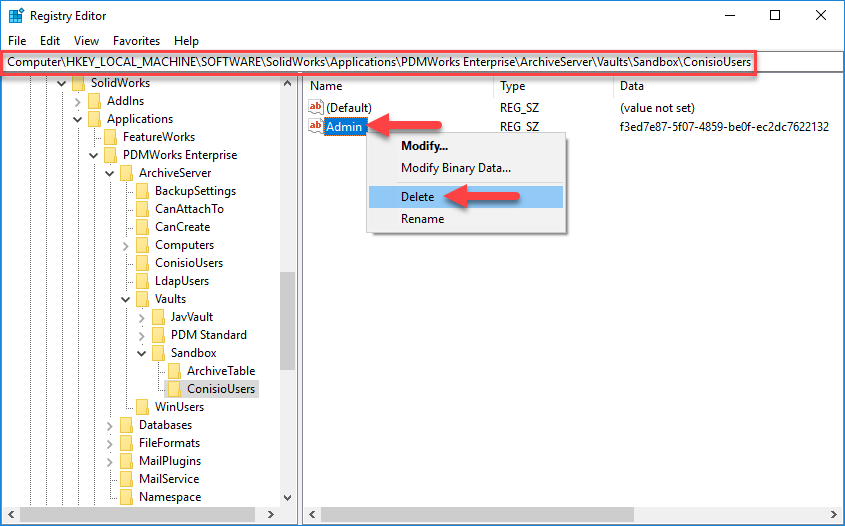 Registry Editor
File Edit View Favorites Help
Computer\HKEY_LOCAL_MACHINE\SOFTWARE\SolidWorks\Applications\PDMWorks Enterprise\ArchiveServer\Vaults\Sandbox\ConisioUsers
SolidWorks
AddIns
Applications
FeatureWorks
PDMWorks Enterprise
ArchiveServer
BackupSettings
CanAttachTo
CanCreate
Computers
ConisioUsers
LdapUsers
Vaults
JavVault
PDM Standard
Sandbox
ArchiveTable
ConisioUsers
WinUsers
Databases
FileFormats
MailPlugins
MailService
Namespace
Name Type Data
ab (Default) REG_SZ (value not set)
ab Admin REG_SZ f3ed7e87-5f07-4859-be0f-ec2dc7622132
Modify...
Modify Binary Data...
Delete
Rename